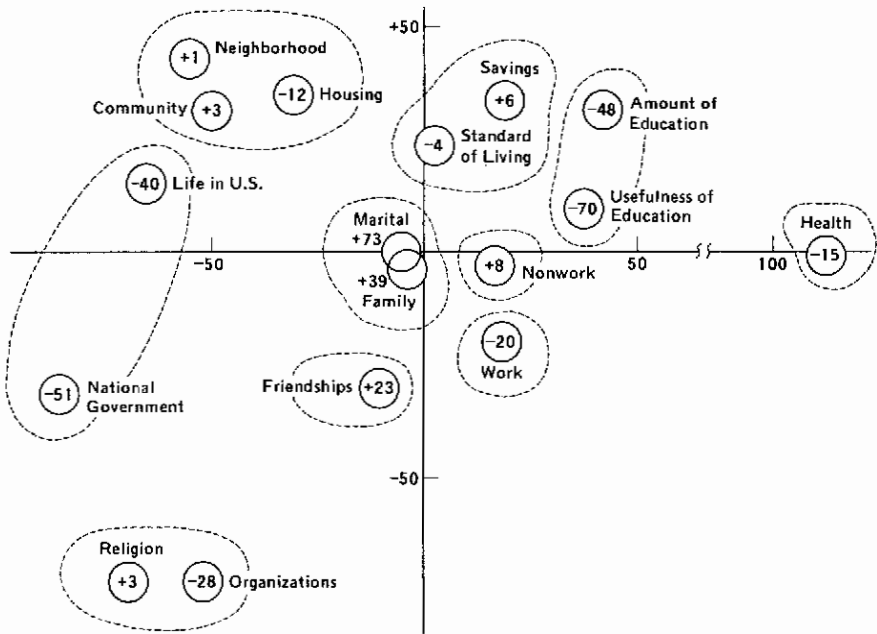 +50
+1 Neighborhood
-12 Housing
Community +3
Savings
+6
-4 Standard
of Living
-48 Amount of
Education
-40 Life in U.S.
-70 Usefulness of
Education
Marital
+73
Health
-15
-50
+8 Nonwork
50
100
+39
Family
-20
Work
-51 National
Government
Friendships +23
-50
Religion
+3
-28 Organizations